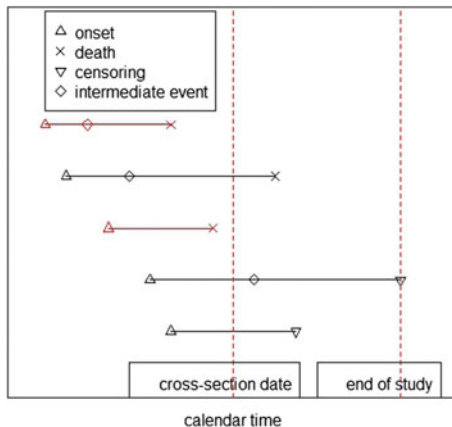 onset
death
censoring
intermediate event
cross-section date
end of study
calendar time